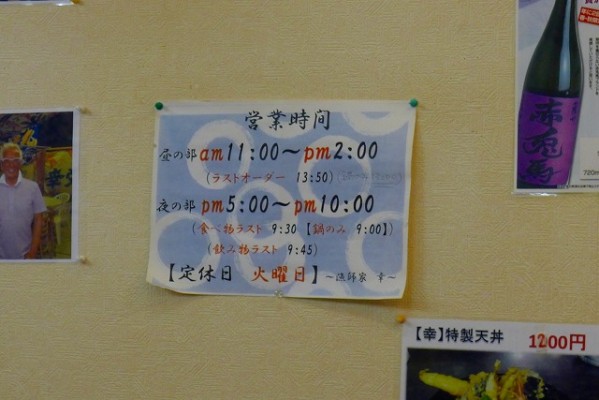 営業時間
昼の部 am11:00〜pm2:00
(ラストオーダー 13:50)
夜の部 pm5:00〜pm10:00
(食べ物ラスト 9:30【鍋のみ 9:00】)
(飲み物ラスト 9:45)
【定休日 火曜日】〜漁師家 幸〜
赤兎馬
【幸】特製天丼 1200円